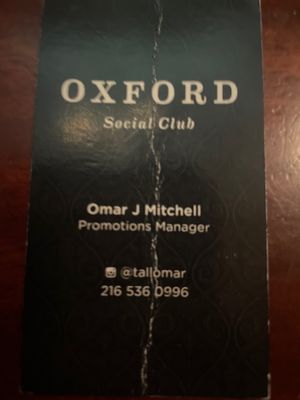 OXFORD
Social Club
Omar J Mitchell
Promotions Manager
@tallomar
216 536 0996